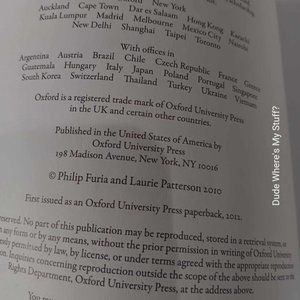 New York
Auckland Cape Town Dar es Salaam Hong Kong Karachi
Kuala Lumpur Madrid Melbourne Mexico City Nairobi
New Delhi Shanghai Taipei Toronto
With offices in
Argentina Austria Brazil Chile Czech Republic France Greece
Guatemala Hungary Italy Japan Poland Portugal Singapore
South Korea Switzerland Thailand Turkey Ukraine Vietnam
Oxford is a registered trade mark of Oxford University Press
in the UK and certain other countries.
Published in the United States of America by
Oxford University Press
198 Madison Avenue, New York, NY 10016
© Philip Furia and Laurie Patterson 2010
First issued as an Oxford University Press paperback, 2012.
reserved. No part of this publication may be reproduced, stored in a retrieval system, or
any form or by any means, without the prior permission in writing of Oxford University
permitted by law, by license, or under terms agreed with the appropriate reproduction
Inquiries concerning reproduction outside the scope of the above should be sent to the
Rights Department, Oxford University Press, at the address above.
Dude Where's My Stuff?